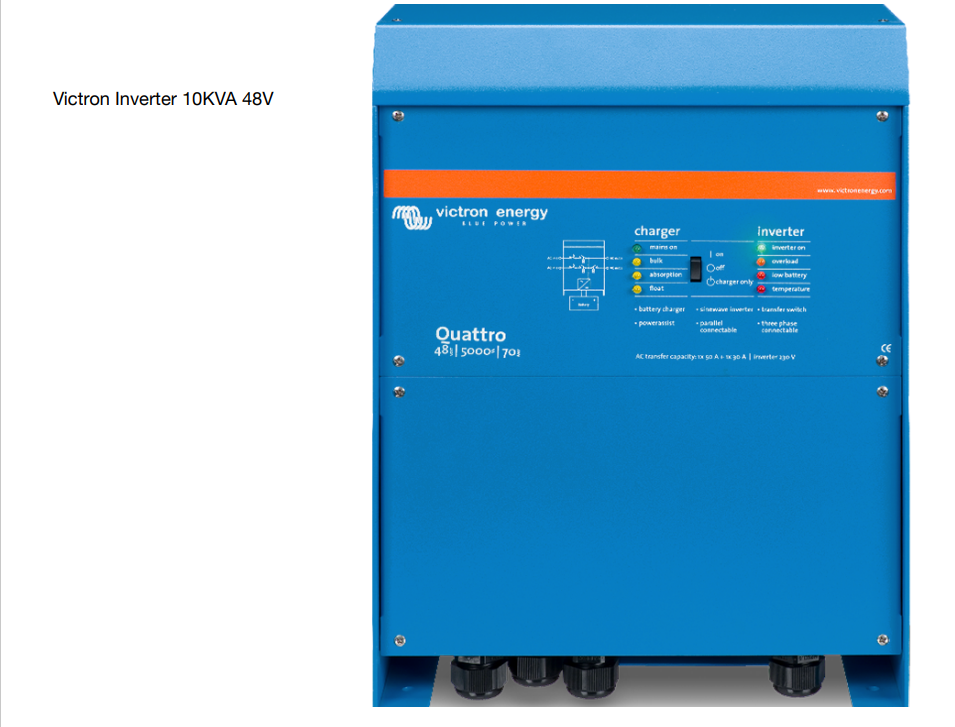 Victron Inverter 10KVA 48V
www.victronenergy.com
victron energy
BLUE POWER
charger
inverter
mains on
bulk
absorption
float
on
off
charger only
inverter on
overload
low battery
temperature
• battery charger
• powerassist
• sinewave inverter
• parallel
connectable
• transfer switch
• three phase
connectable
Quattro
48 | 5000 | 70
AC transfer capacity: 1x 50 A + 1x 30 A | inverter 230 V
CE